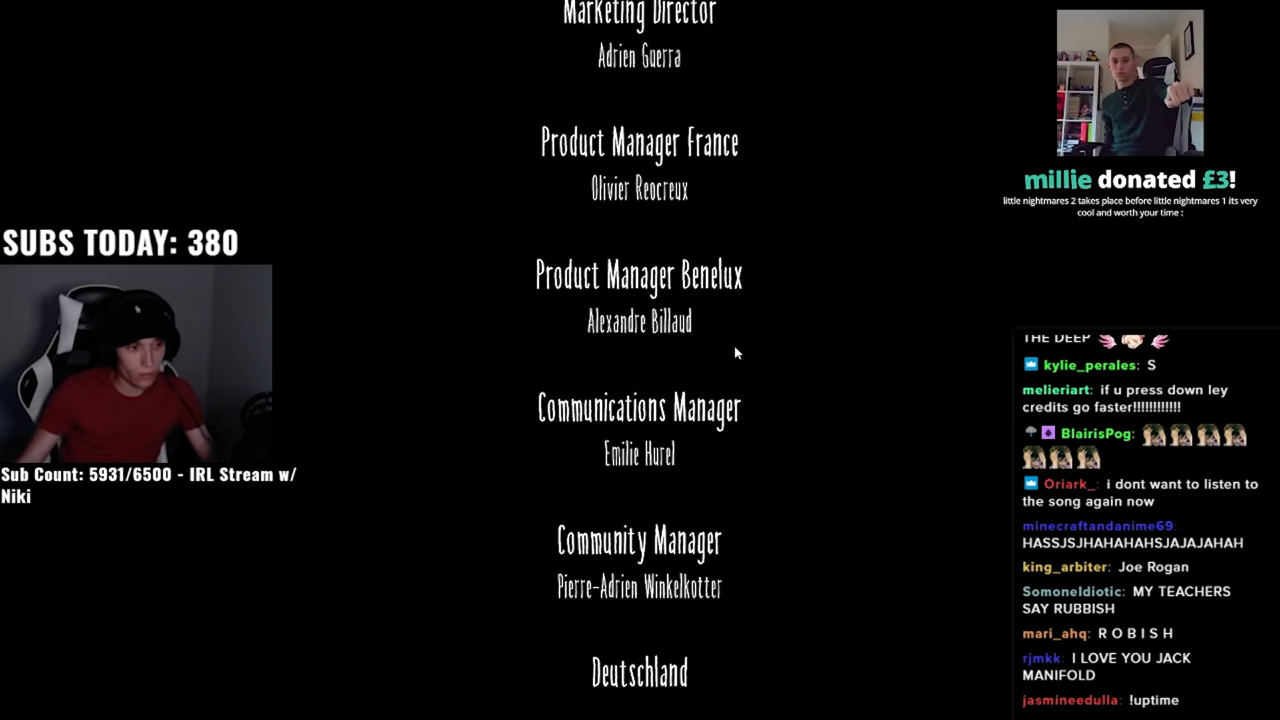 Marketing Director
Adrien Guerra
Product Manager France
Olivier Reocreux
Product Manager Benelux
Alexandre Billaud
Communications Manager
Emilie Hurel
Community Manager
Pierre-Adrien Winkelkotter
Deutschland
SUBS TODAY: 380
Sub Count: 5931/6500 - IRL Stream w/
Niki
millie donated £3!
little nightmares 2 takes place before little nightmares 1 its very
cool and worth your time :
THE DEEP
kylie_perales: S
melieriart: if u press down ley
credits go faster!!!!!!!!!!!!
BlairisPog:
Oriark_: i dont want to listen to
the song again now
minecraftandanime69:
HASSJSJHAHAHAHSJAJAJAHAH
king_arbiter: Joe Rogan
SomoneIdiotic: MY TEACHERS
SAY RUBBISH
mari_ahq: R O B I S H
rjmkk: I LOVE YOU JACK
MANIFOLD
jasmineedulla: !uptime